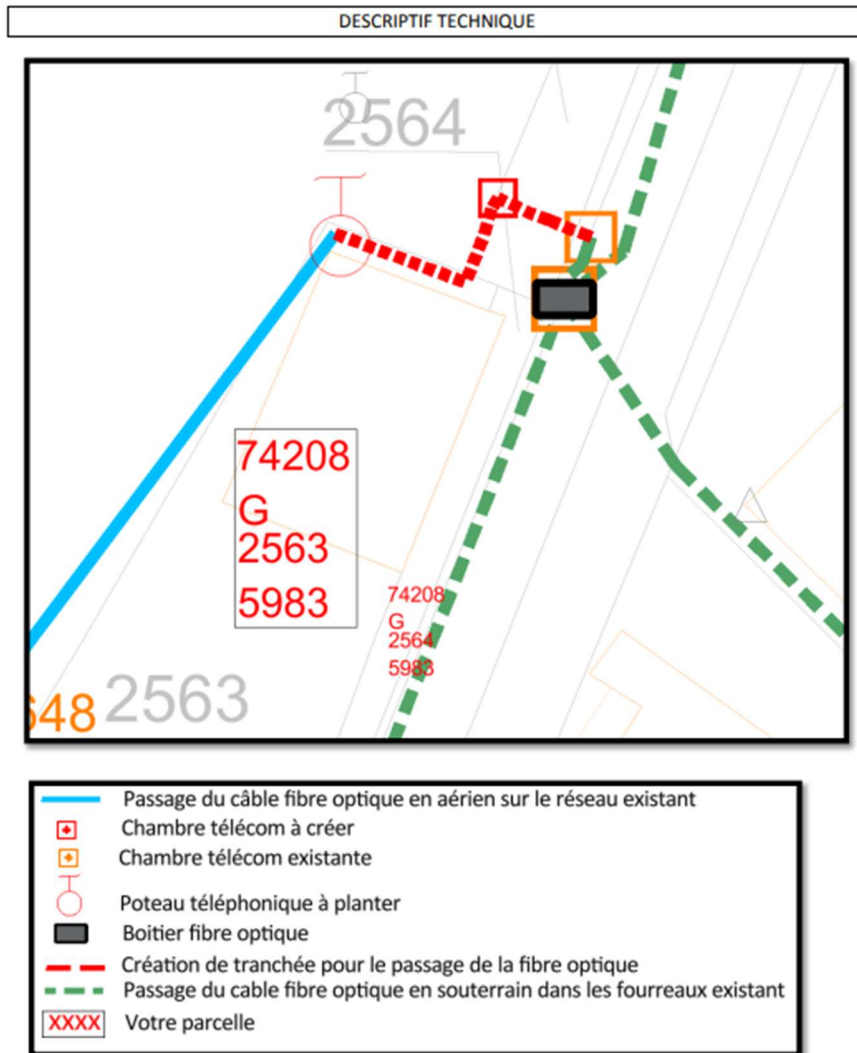 DESCRIPTIF TECHNIQUE
2564
74208
G
2563
5983
74208
G
2564
5983
648 2563
Passage du câble fibre optique en aérien sur le réseau existant
Chambre télécom à créer
Chambre télécom existante
Poteau téléphonique à planter
Boitier fibre optique
Création de tranchée pour le passage de la fibre optique
Passage du cable fibre optique en souterrain dans les fourreaux existant
XXXX Votre parcelle